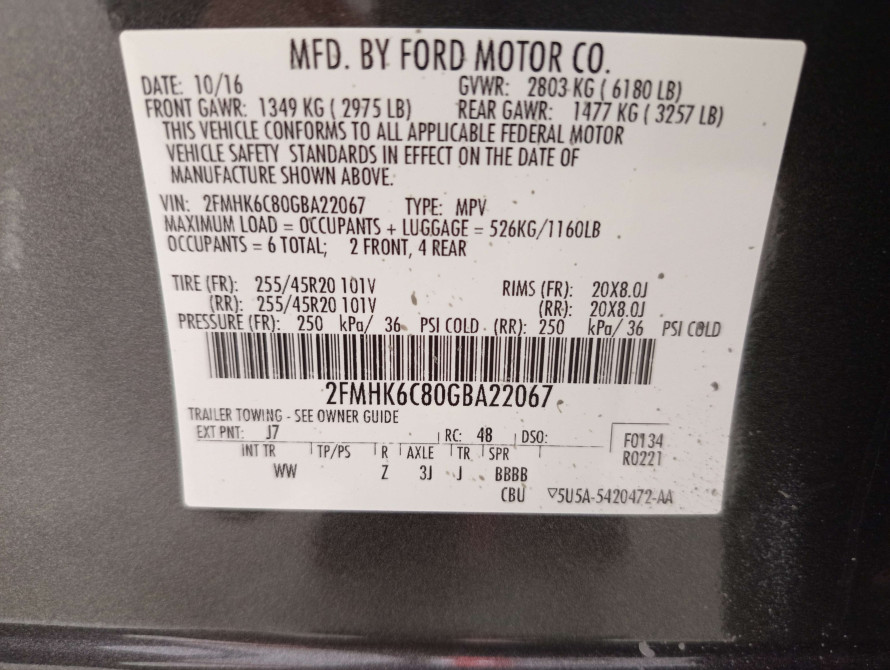 MFD. BY FORD MOTOR CO.
DATE: 10/16 GVWR: 2803 KG ( 6180 LB)
FRONT GAWR: 1349 KG ( 2975 LB) REAR GAWR: 1477 KG ( 3257 LB)
THIS VEHICLE CONFORMS TO ALL APPLICABLE FEDERAL MOTOR
VEHICLE SAFETY STANDARDS IN EFFECT ON THE DATE OF
MANUFACTURE SHOWN ABOVE.
VIN: 2FMHK6C80GBA22067 TYPE: MPV
MAXIMUM LOAD = OCCUPANTS + LUGGAGE = 526KG/1160LB
OCCUPANTS = 6 TOTAL; 2 FRONT, 4 REAR
TIRE (FR): 255/45R20 101V RIMS (FR): 20X8.0J
(RR): 255/45R20 101V (RR): 20X8.0J
PRESSURE (FR): 250 kPa/ 36 PSI COLD (RR): 250 kPa/ 36 PSI COLD
2FMHK6C80GBA22067
TRAILER TOWING - SEE OWNER GUIDE
EXT PNT: J7 RC: 48 DSO: F0134
INT TR TP/PS R AXLE TR SPR R0221
WW Z 3J J BBBB
CBU ▽5U5A-5420472-AA